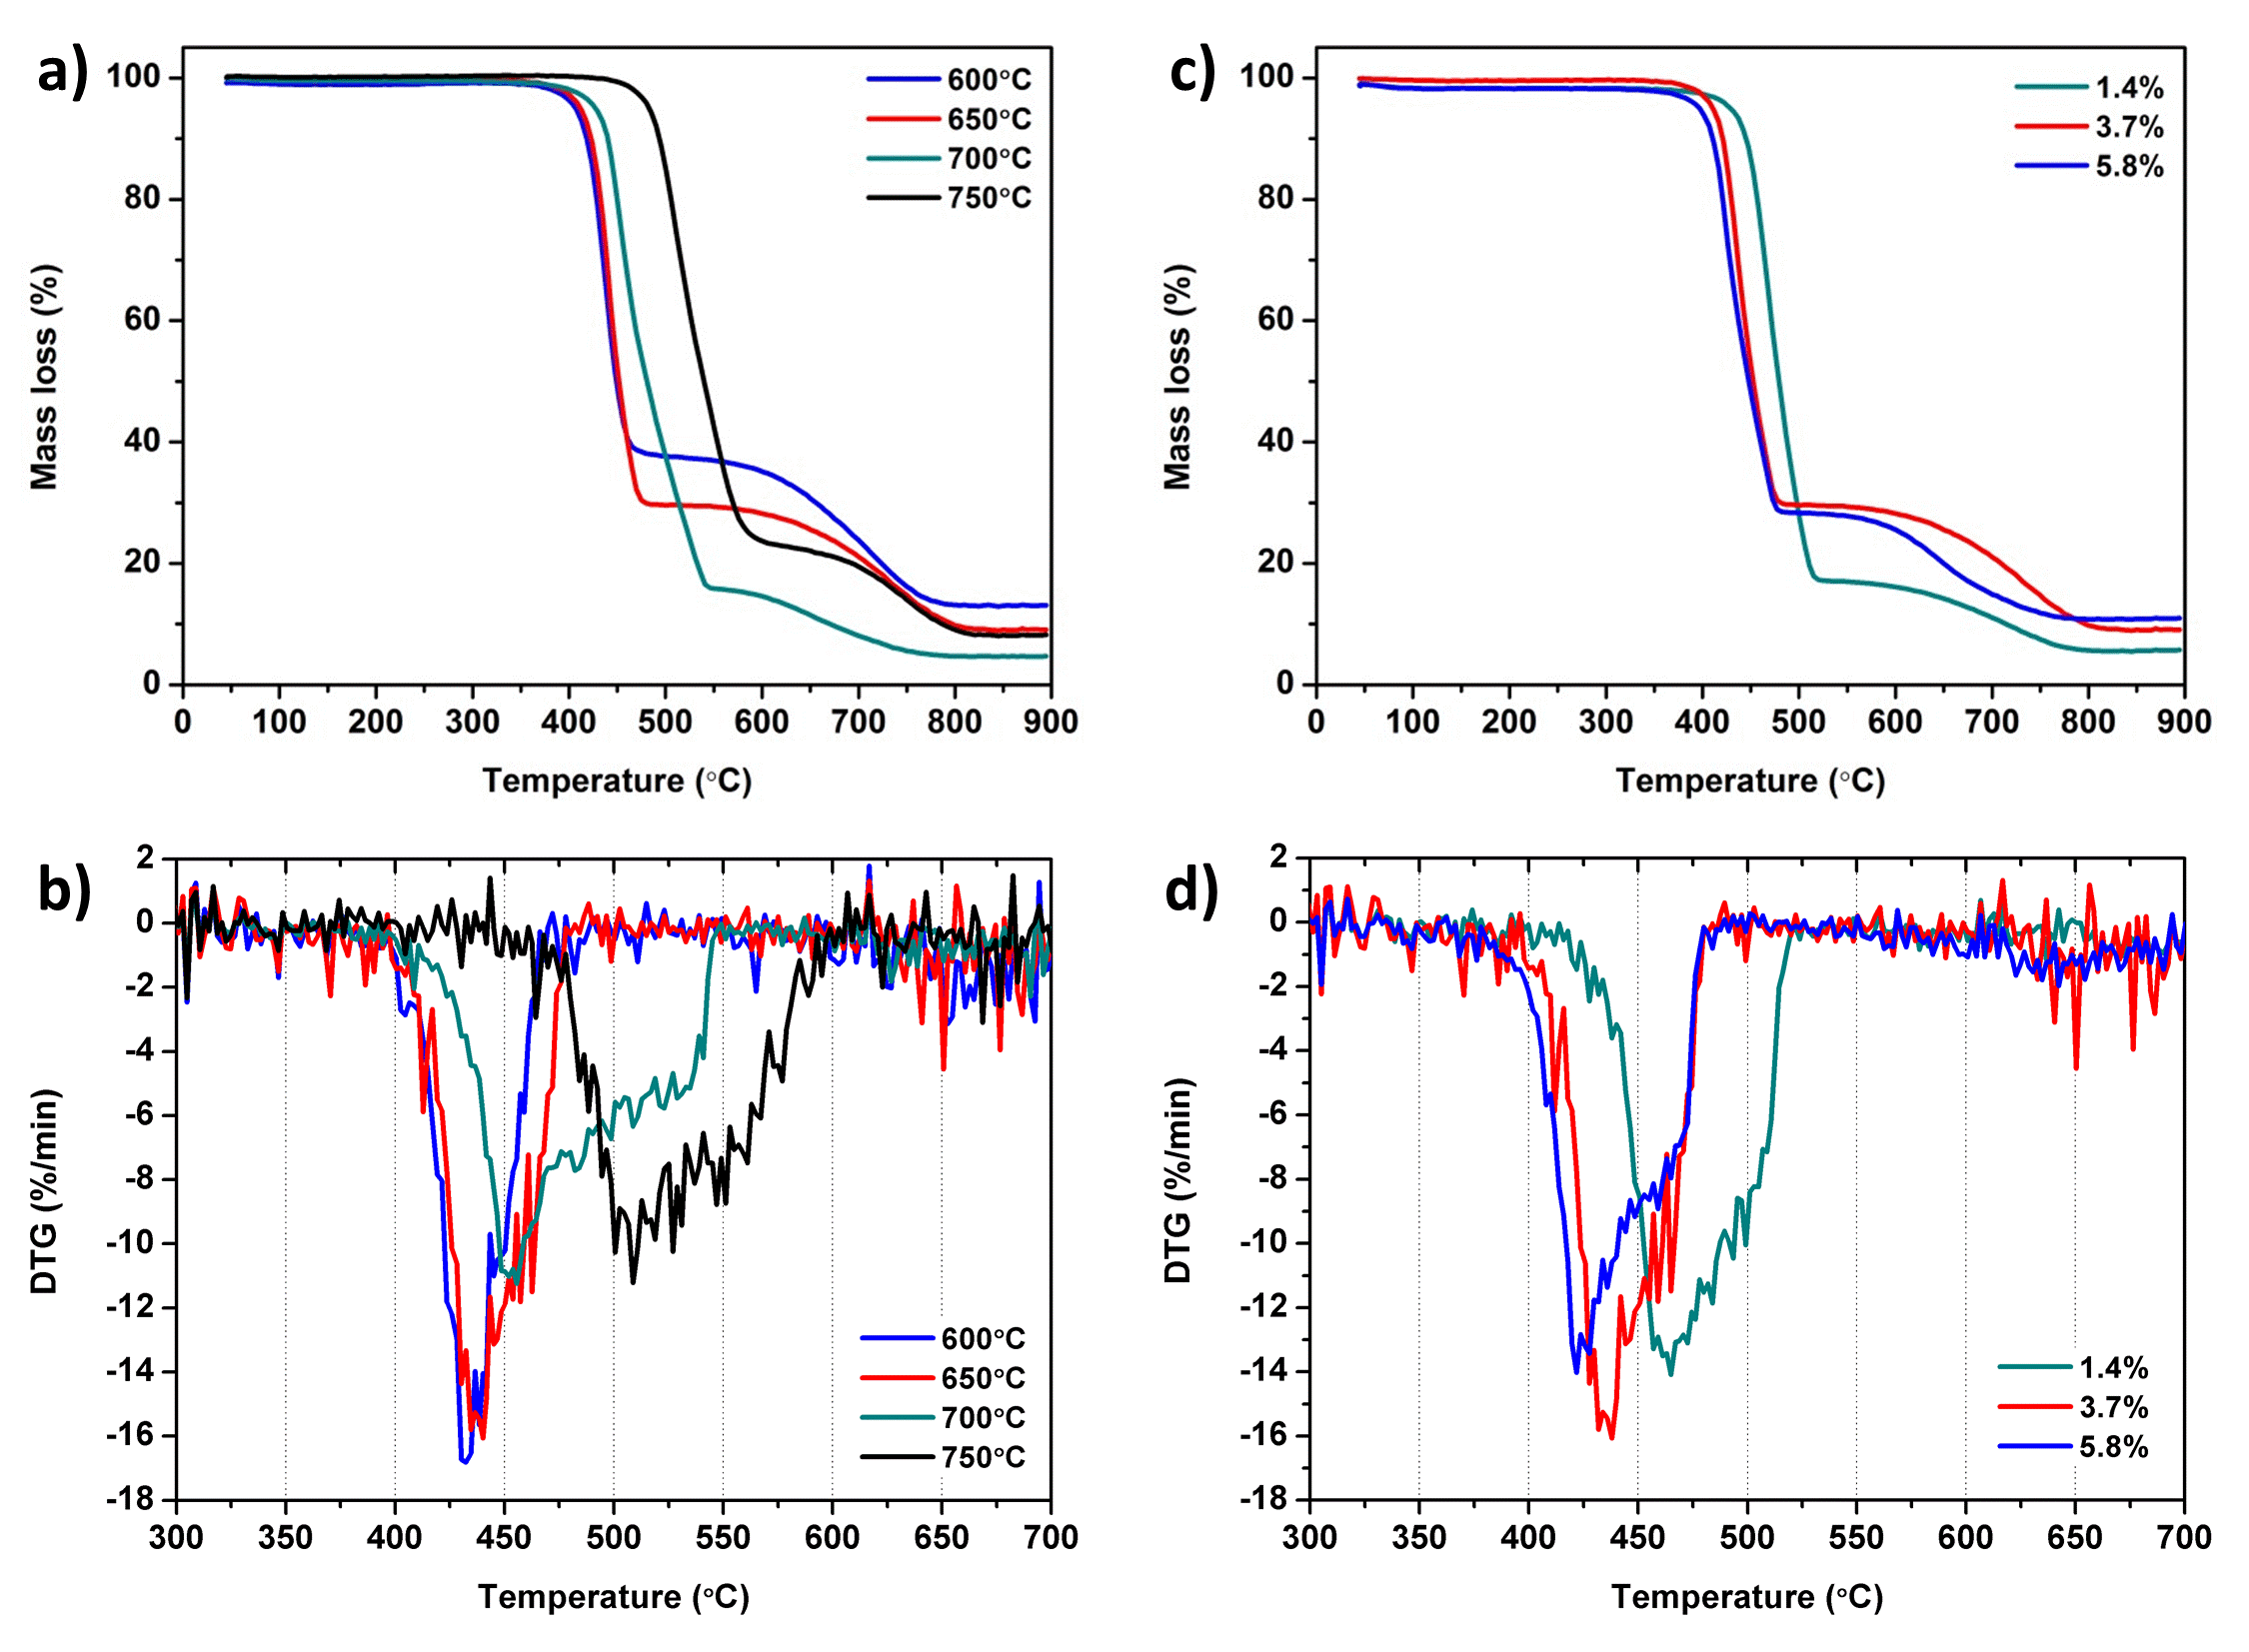 a)
100
80
60
40
20
0
Mass loss (%)
600°C
650°C
700°C
750°C
0 100 200 300 400 500 600 700 800 900
Temperature (°C)
c)
100
80
60
40
20
0
Mass loss (%)
1.4%
3.7%
5.8%
0 100 200 300 400 500 600 700 800 900
Temperature (°C)
b)
2
0
-2
-4
-6
-8
-10
-12
-14
-16
-18
DTG (%/min)
600°C
650°C
700°C
750°C
300 350 400 450 500 550 600 650 700
Temperature (°C)
d)
2
0
-2
-4
-6
-8
-10
-12
-14
-16
-18
DTG (%/min)
1.4%
3.7%
5.8%
300 350 400 450 500 550 600 650 700
Temperature (°C)